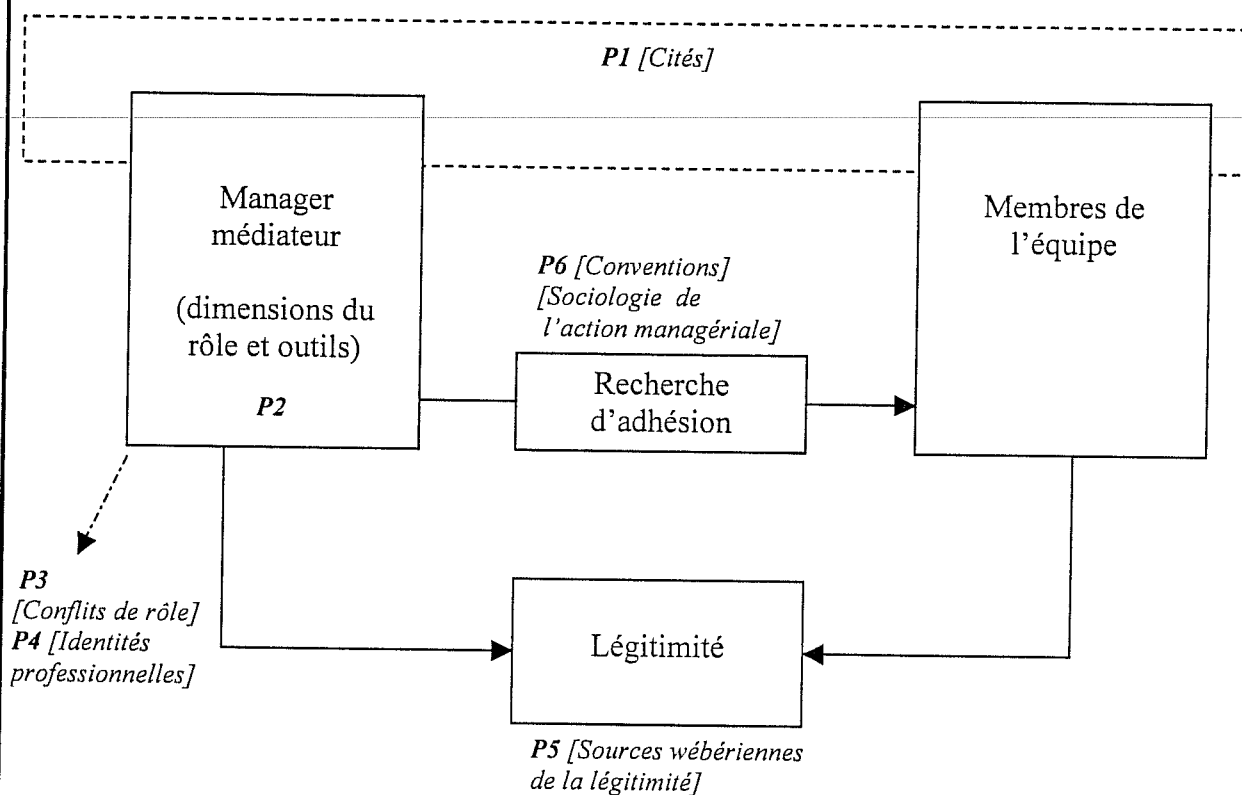 P1 [Cités]
Manager
médiateur
(dimensions du
rôle et outils)
P2
Membres de
l’équipe
P6 [Conventions]
[Sociologie de
l’action managériale]
Recherche
d’adhésion
P3
[Conflits de rôle]
P4 [Identités
professionnelles]
Légitimité
P5 [Sources wébériennes
de la légitimité]